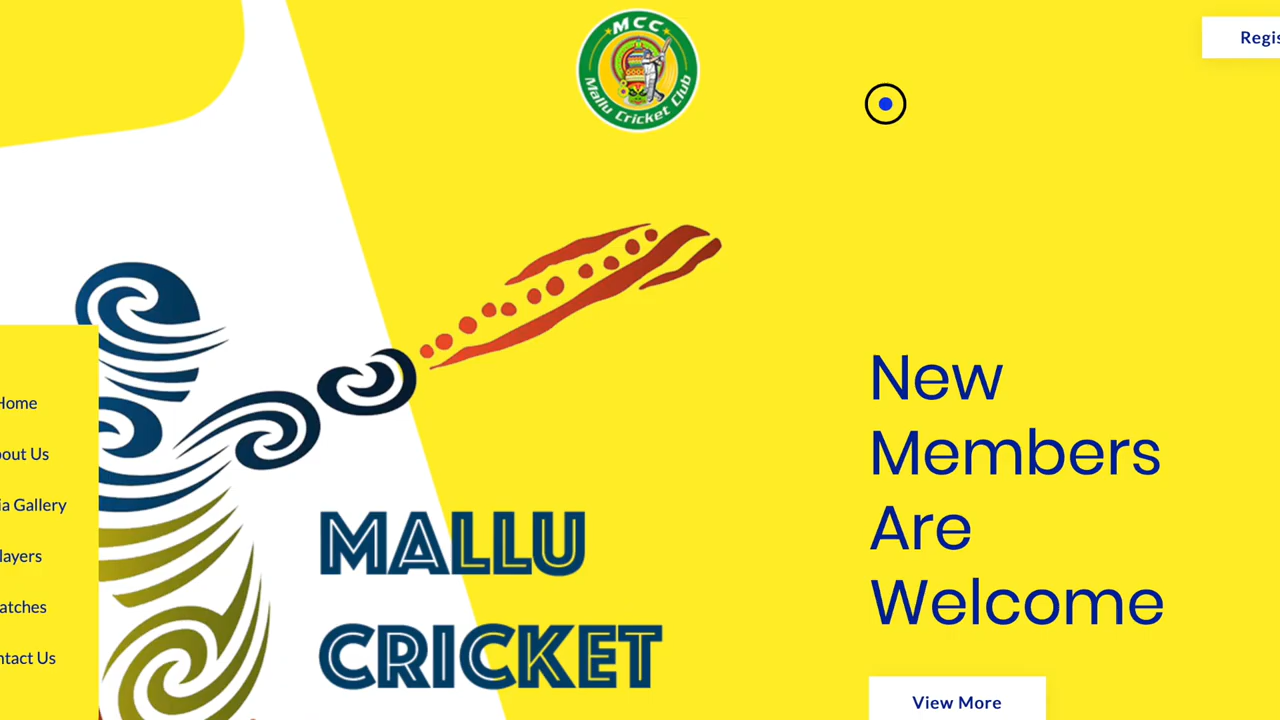 MCC
Mallu Cricket Club
Regis
Home
bout Us
ia Gallery
layers
atches
ntact Us
MALLU
CRICKET
New
Members
Are
Welcome
View More